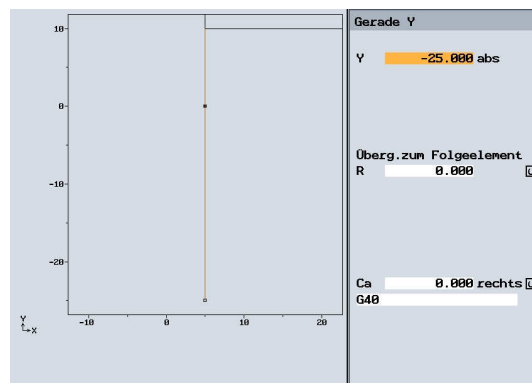 Gerade Y
Y -25.000 abs
Überg.zum Folgeelement
R 0.000
Ca 0.000 rechts
G40
10
0
-10
-20
-10 0 10 20
Y
X